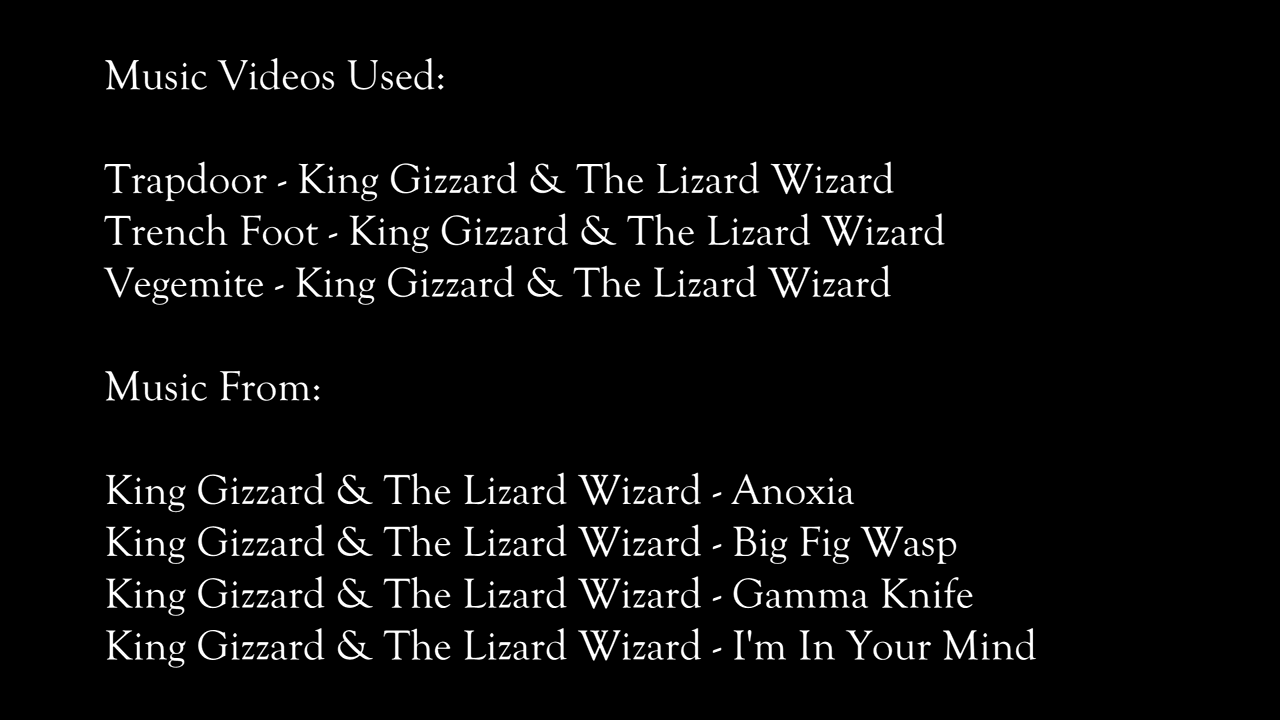 Music Videos Used:
Trapdoor - King Gizzard & The Lizard Wizard
Trench Foot - King Gizzard & The Lizard Wizard
Vegemite - King Gizzard & The Lizard Wizard
Music From:
King Gizzard & The Lizard Wizard - Anoxia
King Gizzard & The Lizard Wizard - Big Fig Wasp
King Gizzard & The Lizard Wizard - Gamma Knife
King Gizzard & The Lizard Wizard - I'm In Your Mind